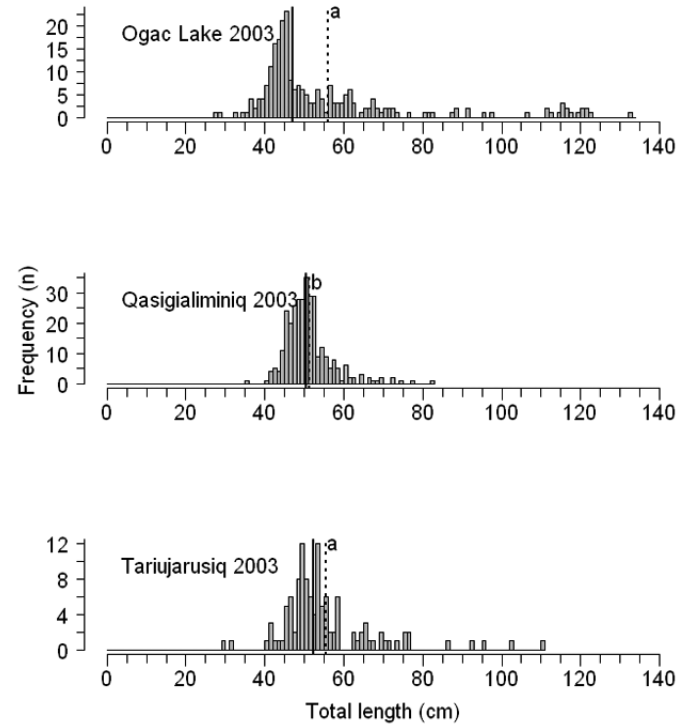 a
Ogac Lake 2003
20
15
10
5
0
0 20 40 60 80 100 120 140
b
Qasigialiminiq 2003
30
20
10
0
Frequency (n)
0 20 40 60 80 100 120 140
a
Tariujarusiq 2003
12
8
4
0
0 20 40 60 80 100 120 140
Total length (cm)